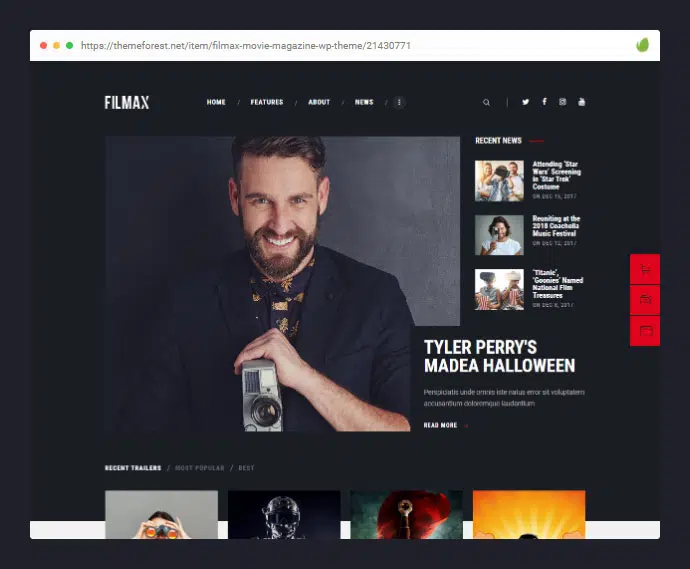 https://themeforest.net/item/filmax-movie-magazine-wp-theme/21430771
FILMAX
HOME / FEATURES / ABOUT / NEWS /
RECENT NEWS
Attending 'Star
Wars' Screening
in 'Star Trek'
Costume
ON DEC 15, 2017
Reuniting at the
2018 Coachella
Music Festival
ON DEC 12, 2017
'Titanic',
'Goonies' Named
National Film
Treasures
ON DEC 8, 2017
TYLER PERRY'S
MADEA HALLOWEEN
Perspiciatis unde omnis iste natus error sit voluptatem
accusantium doloremque laudantium
READ MORE
RECENT TRAILERS / MOST POPULAR / BEST